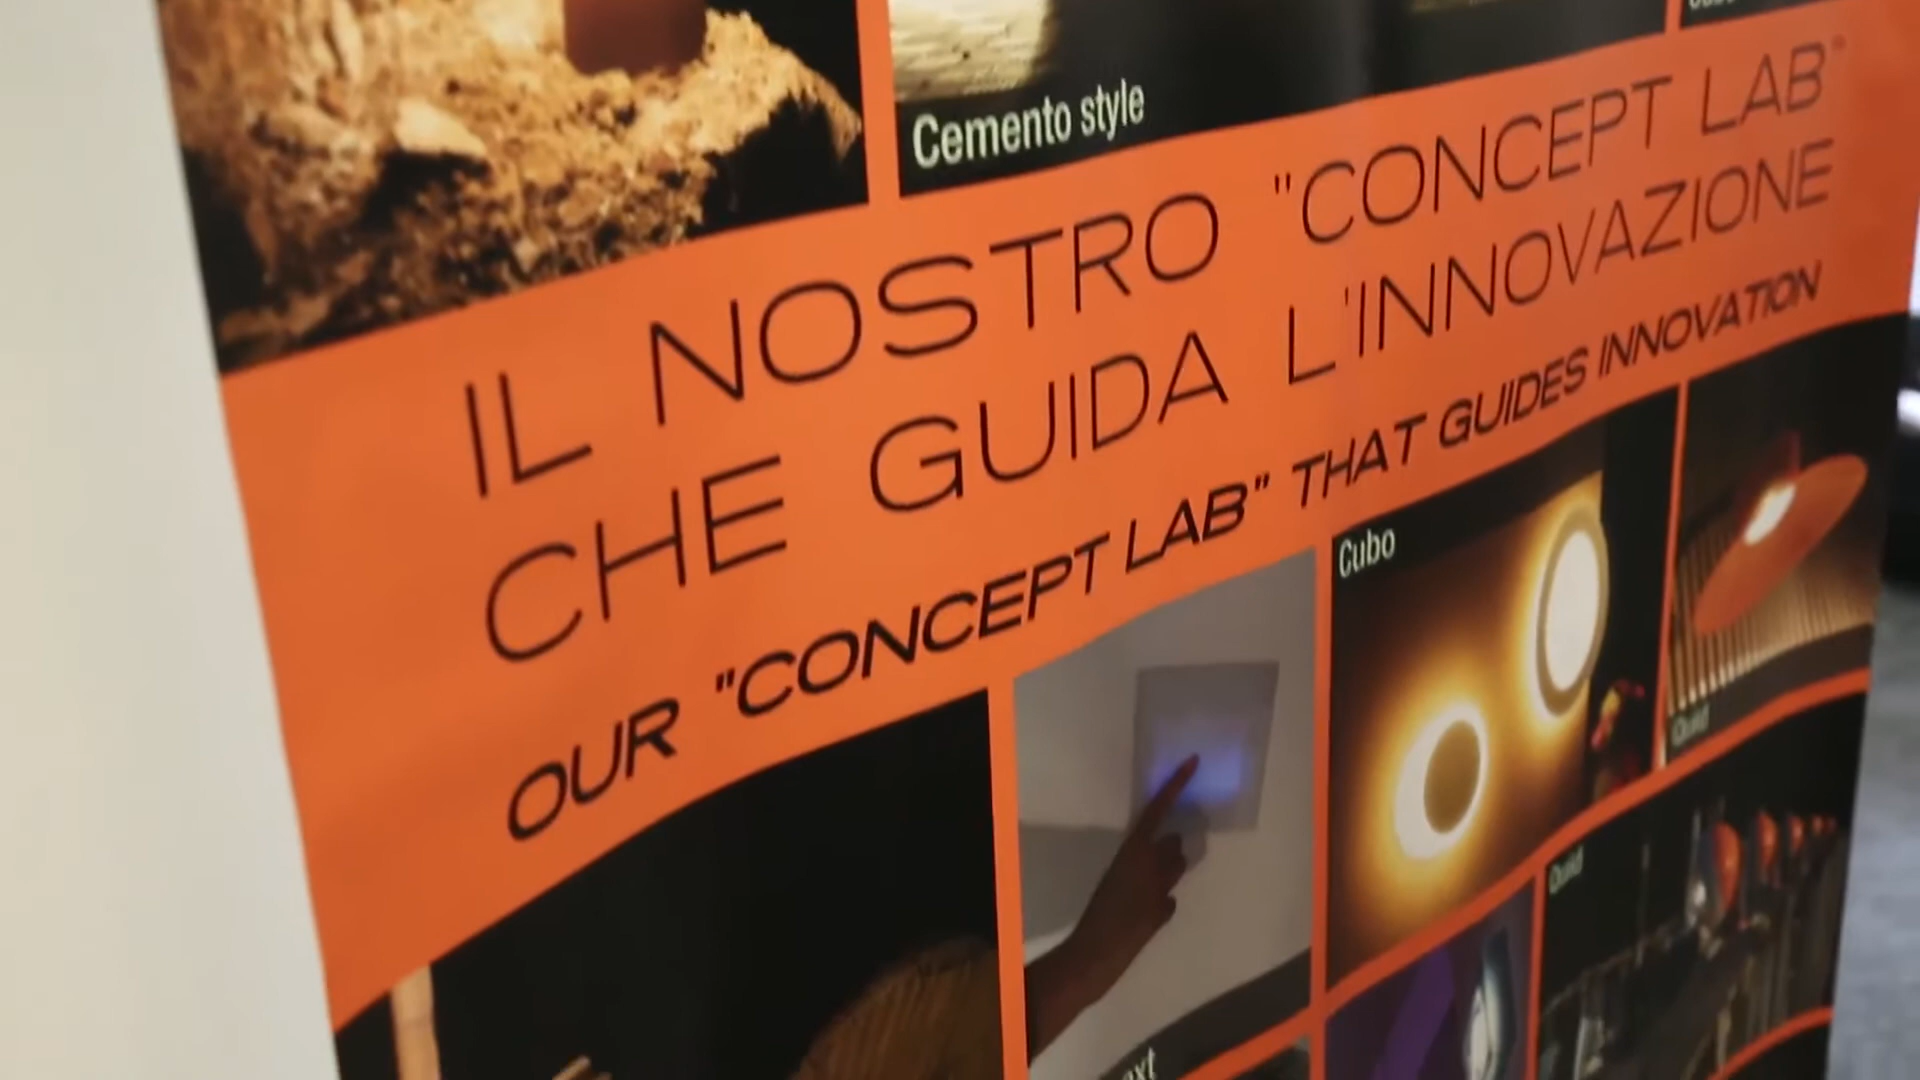 Cemento style
IL NOSTRO "CONCEPT LAB"
CHE GUIDA L'INNOVAZIONE
OUR "CONCEPT LAB" THAT GUIDES INNOVATION
Cubo